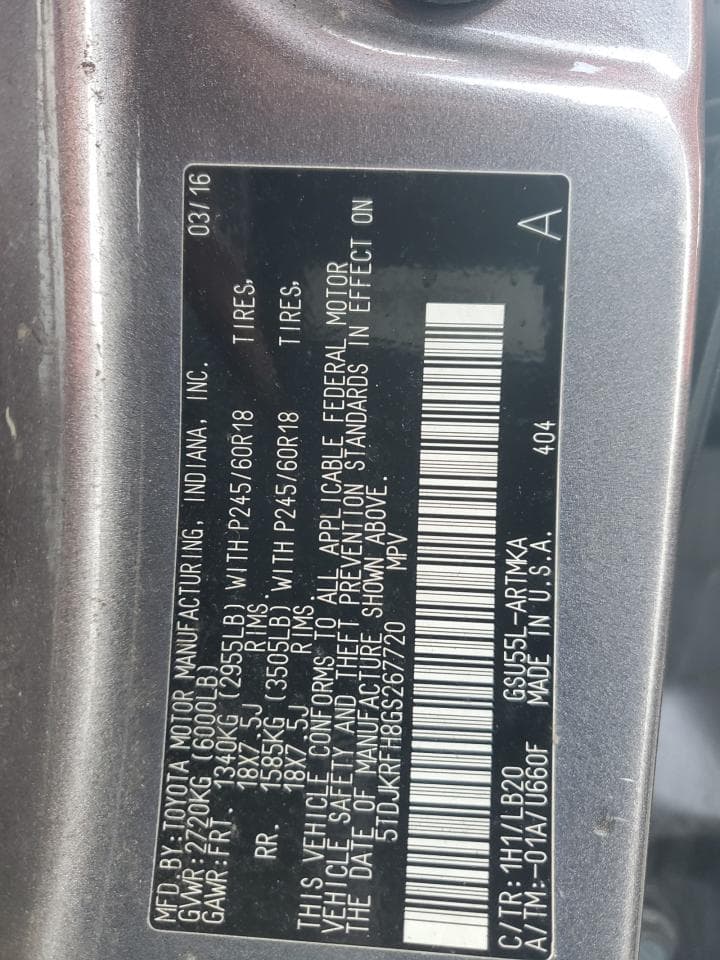 MFD.BY:TOYOTA MOTOR MANUFACTURING, INDIANA, INC. 03/16
GVWR:2720KG (6000LB)
GAWR:FRT. 1340KG (2955LB) WITH P245/60R18 TIRES,
18X7.5J RIMS
RR. 1585KG (3505LB) WITH P245/60R18 TIRES,
18X7.5J RIMS
THIS VEHICLE CONFORMS TO ALL APPLICABLE FEDERAL MOTOR
VEHICLE SAFETY AND THEFT PREVENTION STANDARDS IN EFFECT ON
THE DATE OF MANUFACTURE SHOWN ABOVE.
5TDJKRFH8GS267720 MPV
C/TR:1H1/LB20 GSU55L-ARTMKA 404 A
A/TM:-01A/U660F MADE IN U.S.A.